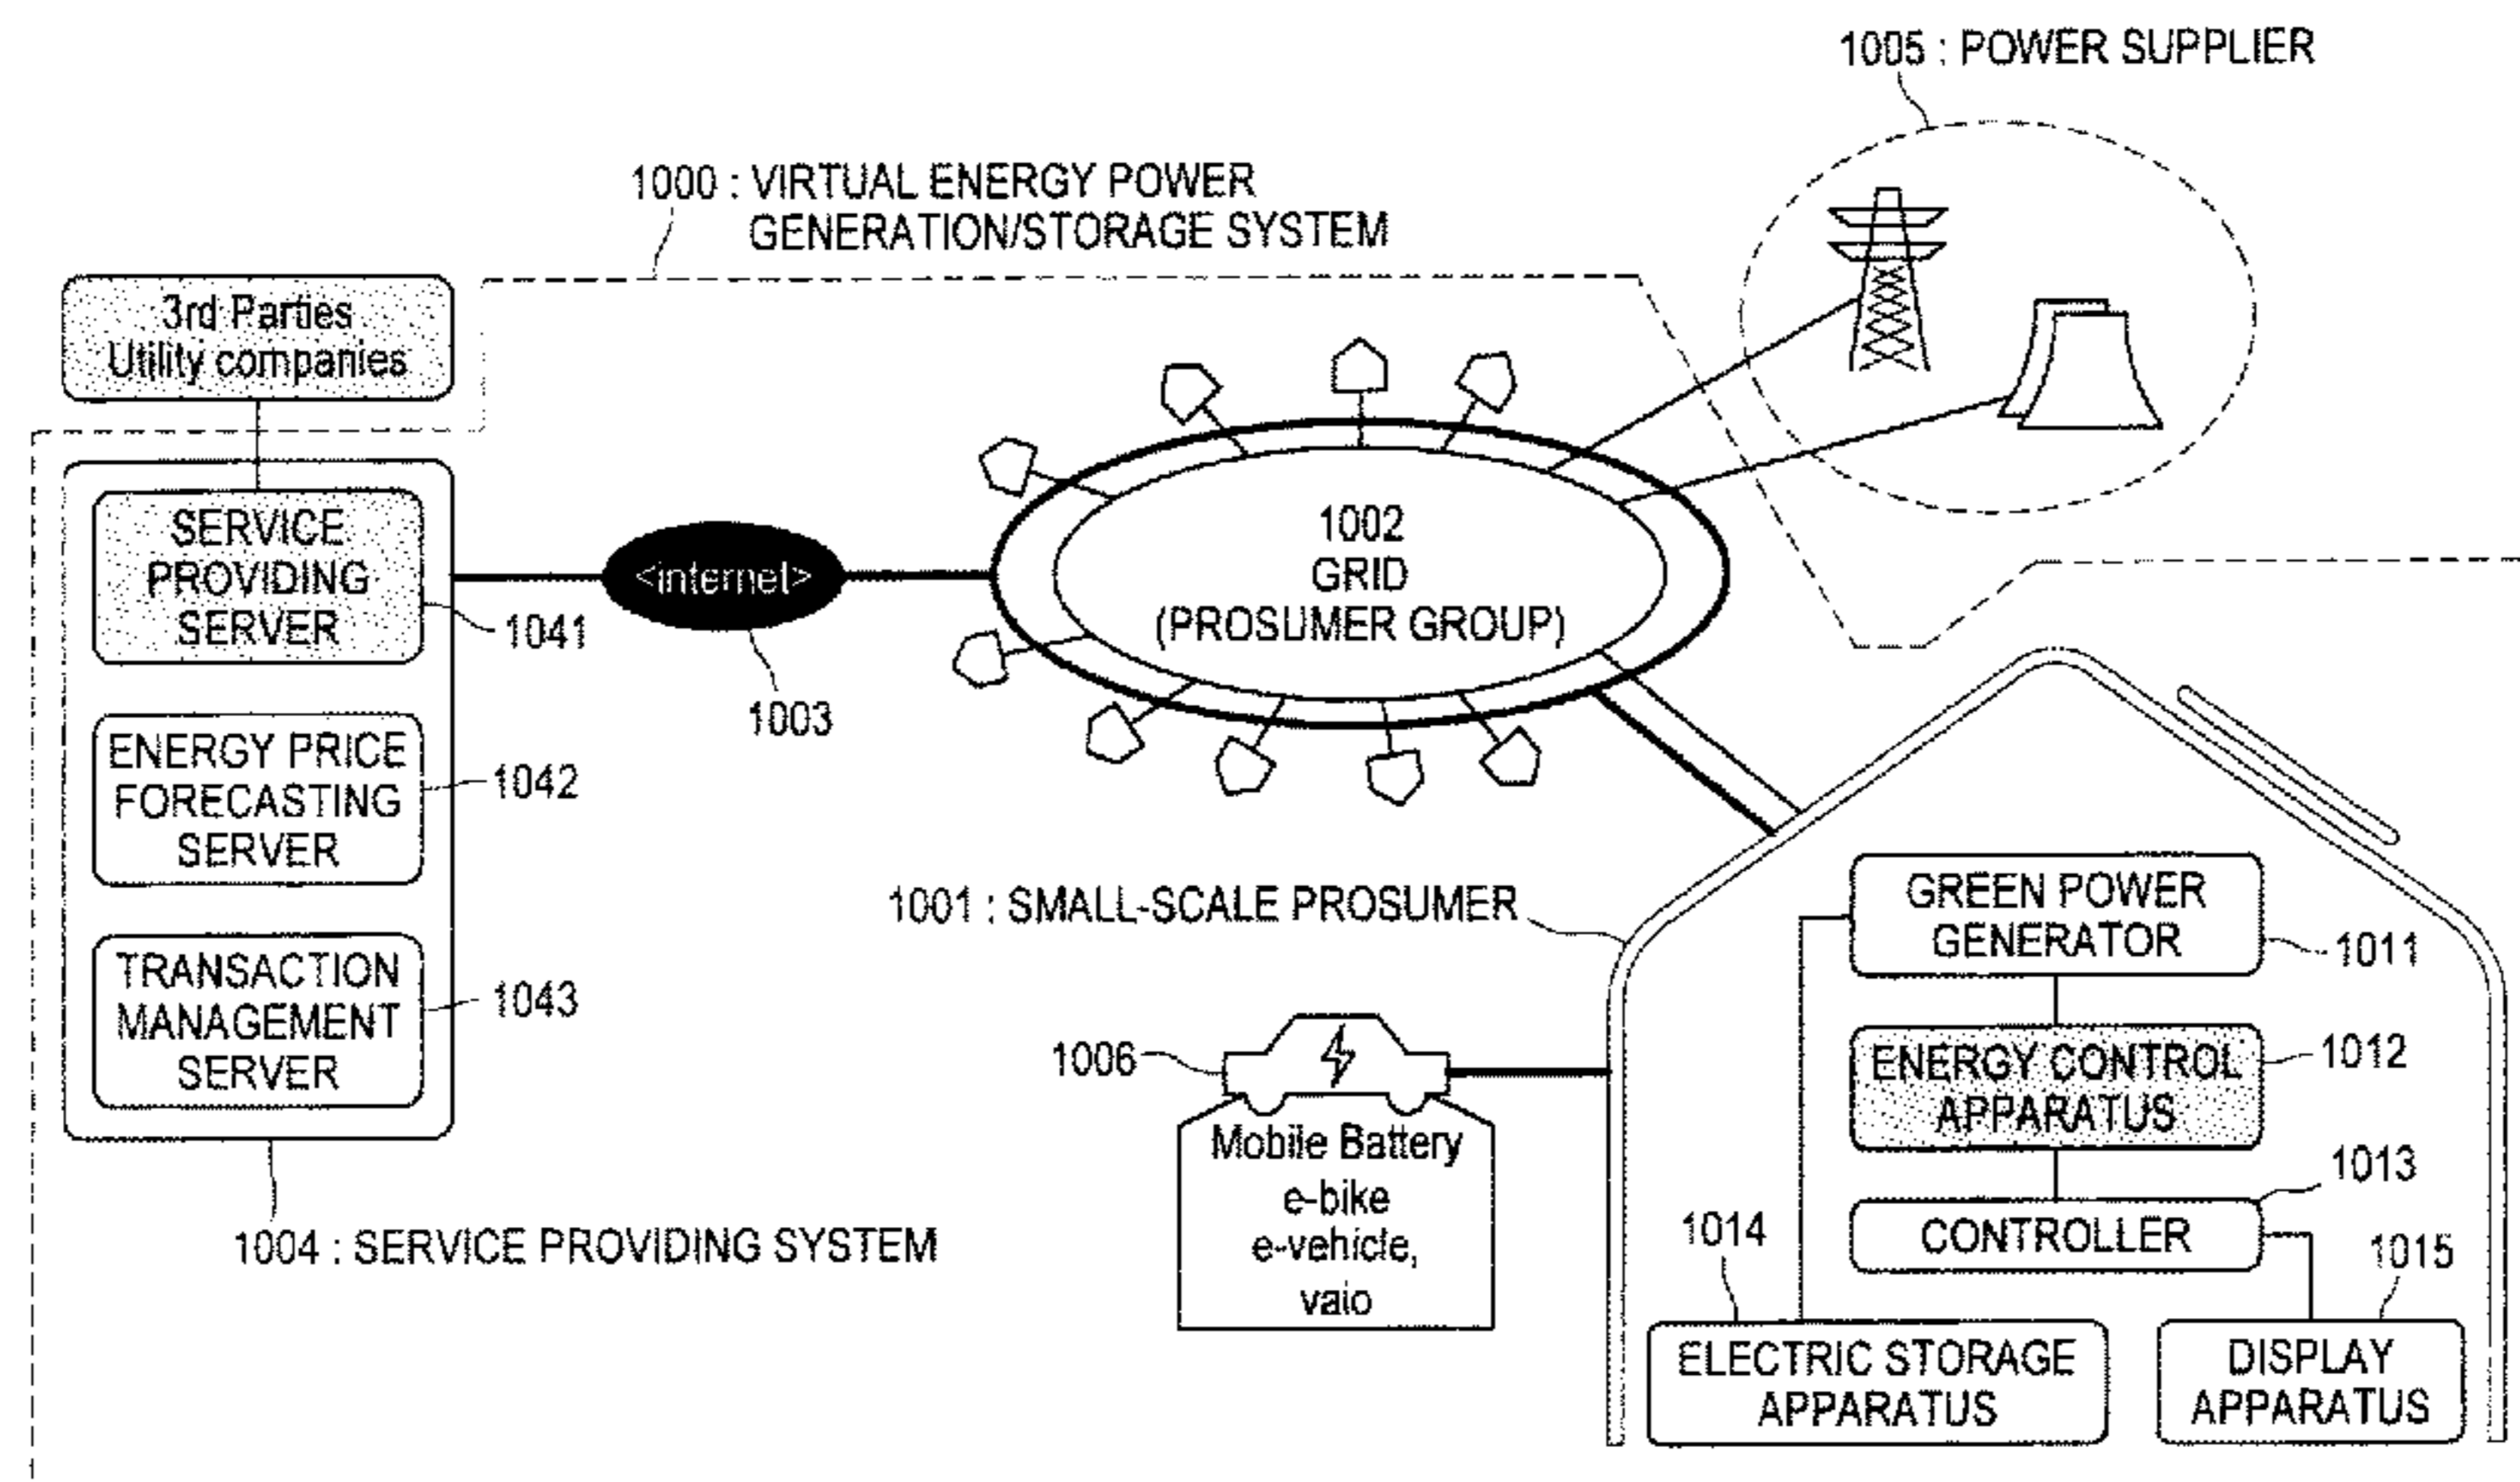 1005 : POWER SUPPLIER
1000 : VIRTUAL ENERGY POWER
GENERATION/STORAGE SYSTEM
3rd Parties
Utility companies
SERVICE
PROVIDING
SERVER
1041
ENERGY PRICE
FORECASTING
SERVER
1042
TRANSACTION
MANAGEMENT
SERVER
1043
1004 : SERVICE PROVIDING SYSTEM
<internet>
1003
1002
GRID
(PROSUMER GROUP)
1001 : SMALL-SCALE PROSUMER
1006
Mobile Battery
e-bike
e-vehicle,
vaio
GREEN POWER
GENERATOR
1011
ENERGY CONTROL
APPARATUS
1012
1013
CONTROLLER
1014
1015
ELECTRIC STORAGE
APPARATUS
DISPLAY
APPARATUS